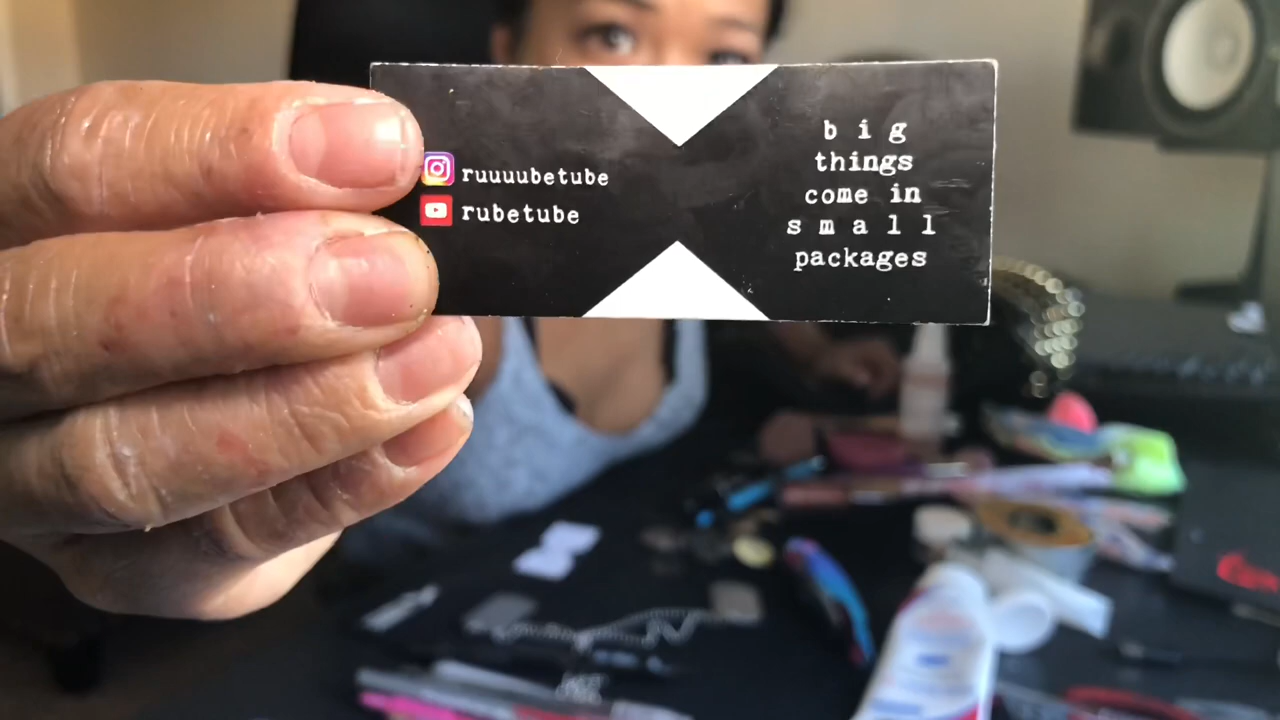 ruuuubetube
rubetube
b i g
things
come in
s m a l l
packages